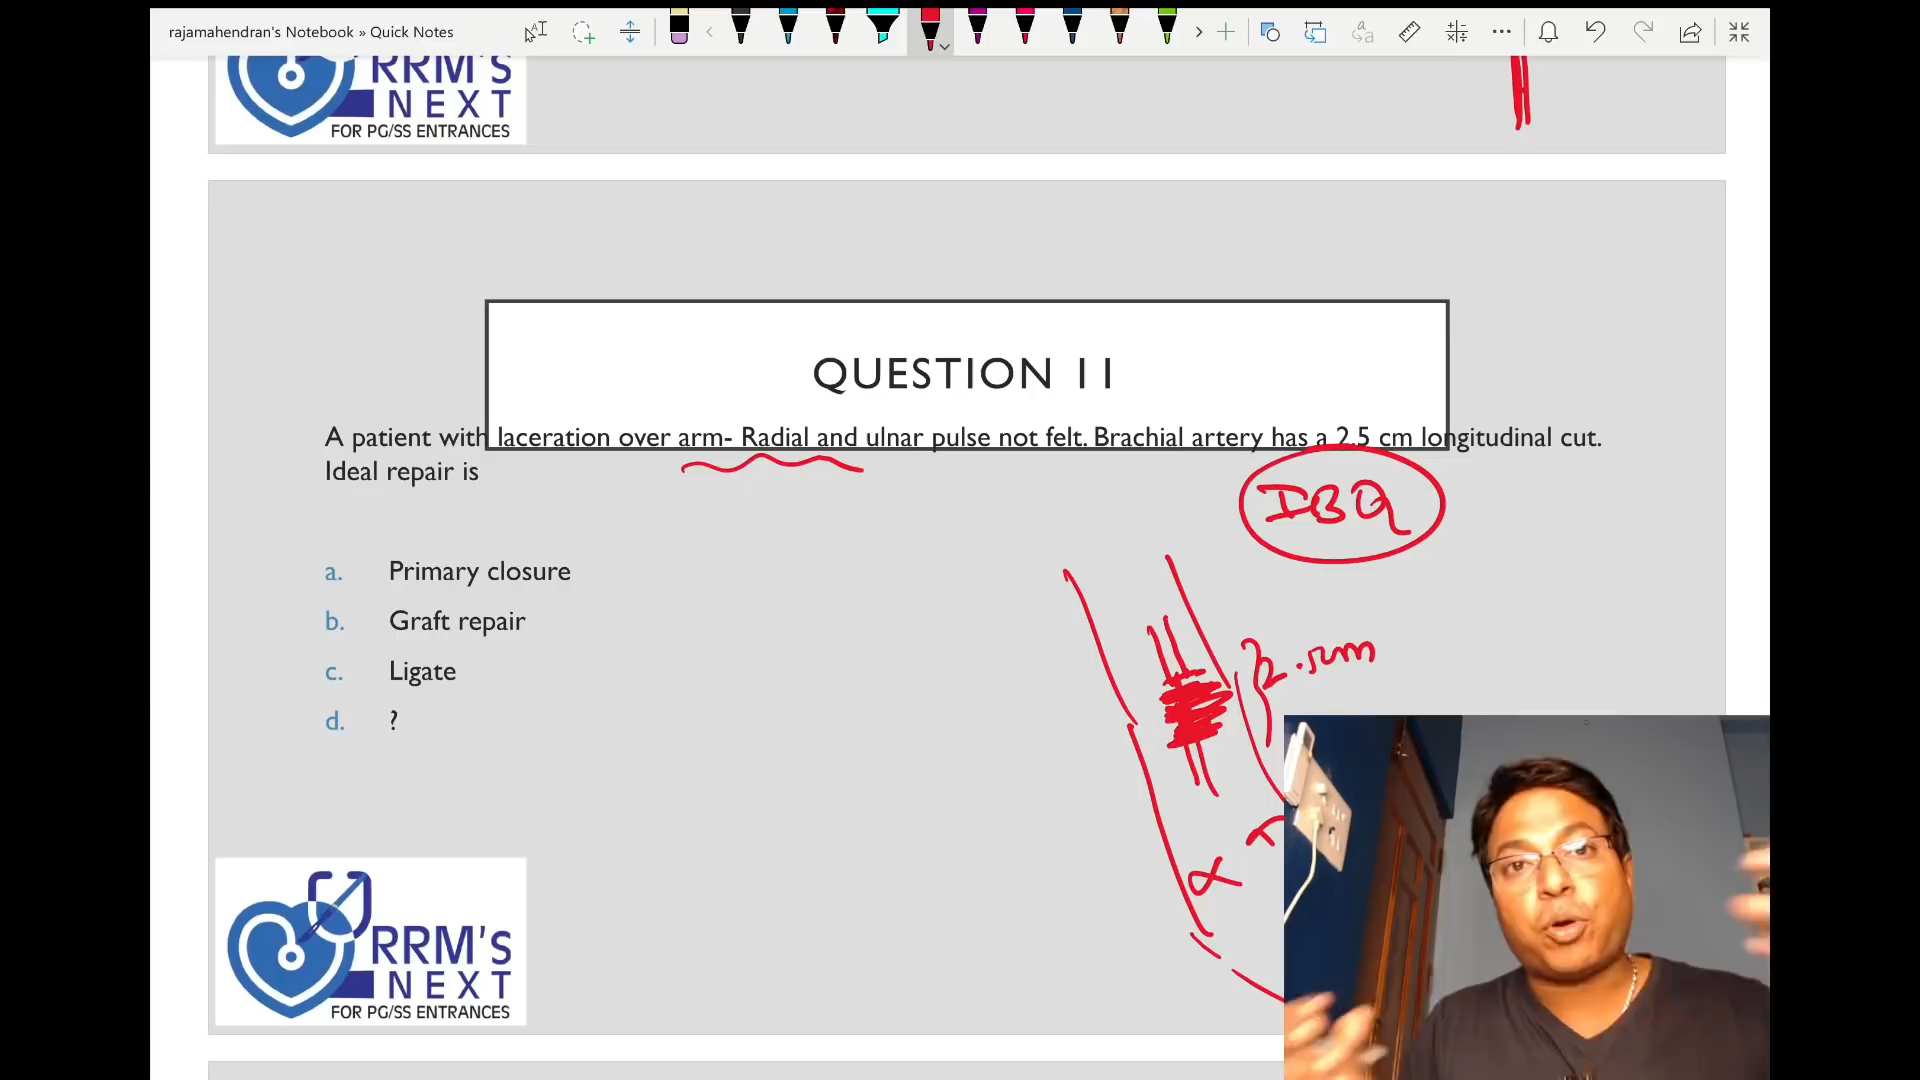 rajamahendran's Notebook » Quick Notes
RRM'S
NEXT
FOR PG/SS ENTRANCES
QUESTION 11
A patient with laceration over arm- Radial and ulnar pulse not felt. Brachial artery has a 2.5 cm longitudinal cut.
Ideal repair is
IBQ
a. Primary closure
b. Graft repair
2.5cm
c. Ligate
d. ?
RRM'S
NEXT
FOR PG/SS ENTRANCES